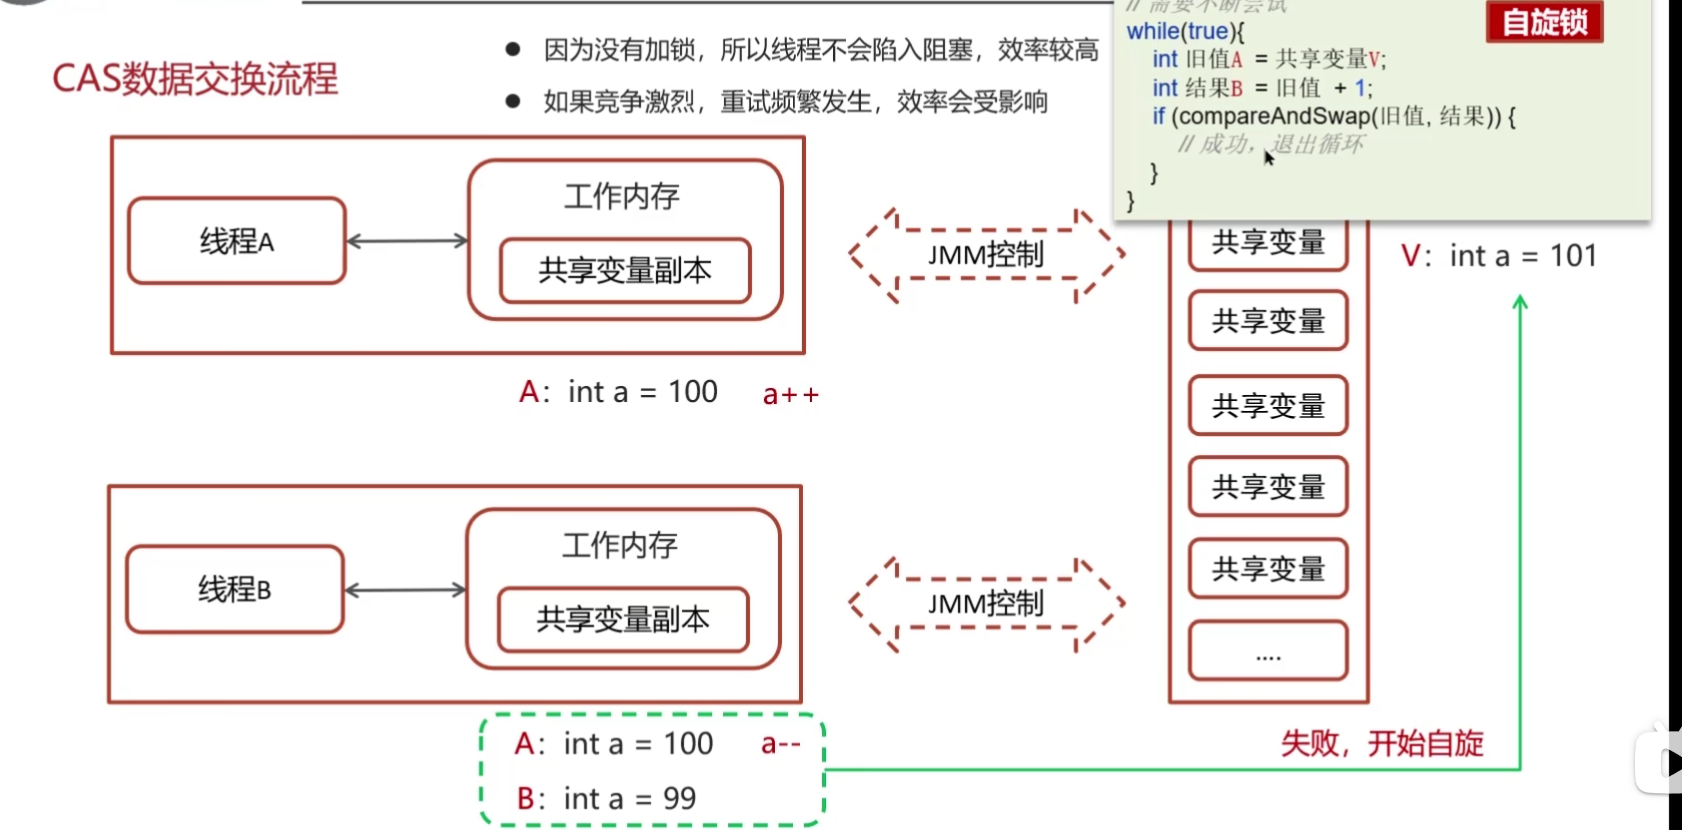 // 需要不断尝试
自旋锁
while(true){
int 旧值A = 共享变量V;
int 结果B = 旧值 + 1;
if (compareAndSwap(旧值, 结果)) {
// 成功，退出循环
}
}
CAS数据交换流程
● 因为没有加锁，所以线程不会陷入阻塞，效率较高
● 如果竞争激烈，重试频繁发生，效率会受影响
线程A
工作内存
共享变量副本
JMM控制
共享变量
V: int a = 101
共享变量
A: int a = 100 a++
共享变量
共享变量
线程B
工作内存
共享变量副本
JMM控制
共享变量
....
A: int a = 100 a--
B: int a = 99
失败，开始自旋